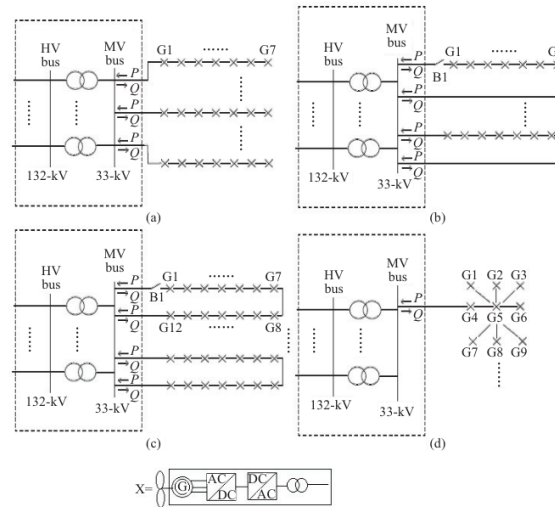 HV bus MV bus P Q G1 ...... G7
P Q
P Q
132-kV 33-kV
(a)
HV bus MV bus P Q B1 G1 ...... G
P Q
P Q
P Q
132-kV 33-kV
(b)
HV bus MV bus P Q B1 G1 ...... G7
P Q G12 ...... G8
P Q
P Q
132-kV 33-kV
(c)
HV bus MV bus P Q G1 G2 G3
G4 G5 G6
G7 G8 G9
132-kV 33-kV
(d)
X= G AC DC DC AC